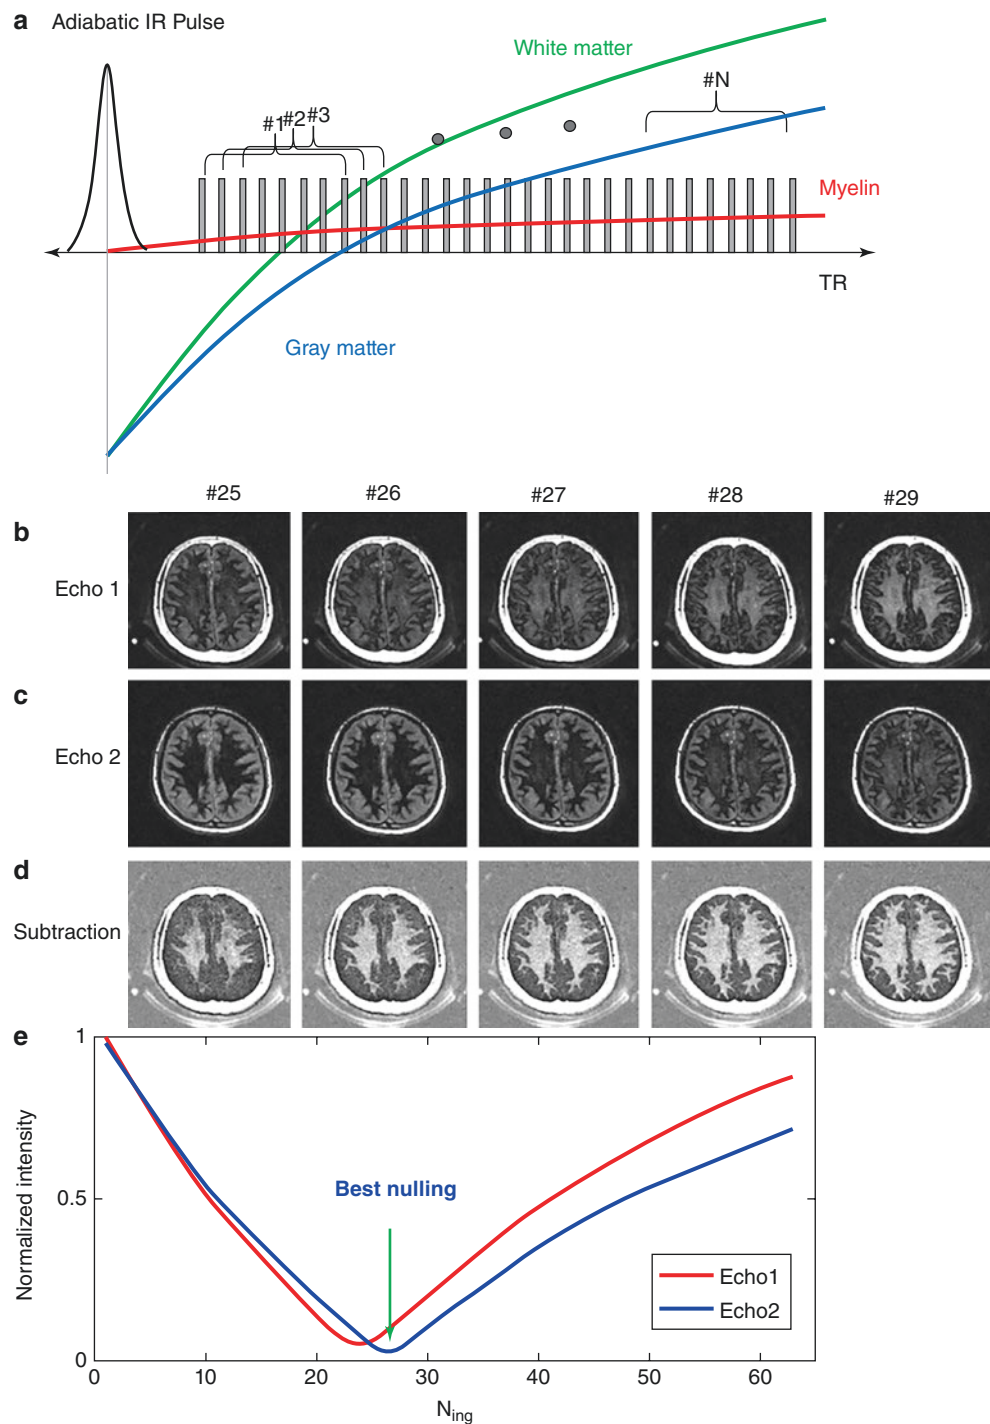 a Adiabatic IR Pulse
White matter
#N
#1 #2 #3
Myelin
TR
Gray matter
#25 #26 #27 #28 #29
b
Echo 1
c
Echo 2
d
Subtraction
e
1
0.5
0
Normalized intensity
Best nulling
Echo1
Echo2
0 10 20 30 40 50 60
N_ing